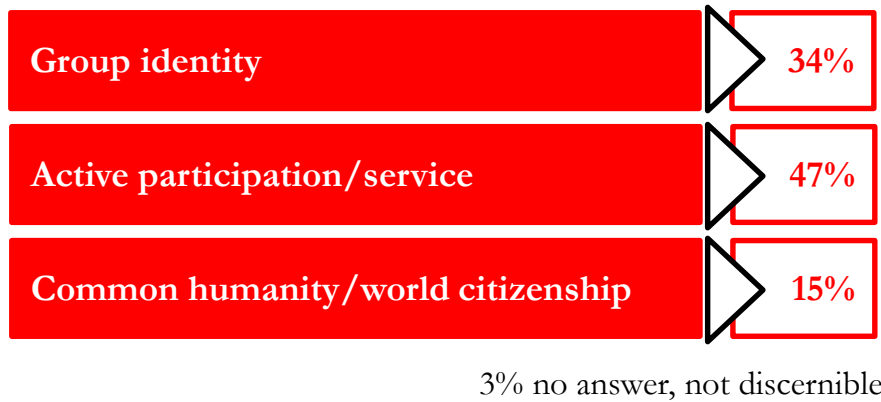 Group identity 34%
Active participation/service 47%
Common humanity/world citizenship 15%
3% no answer, not discernible